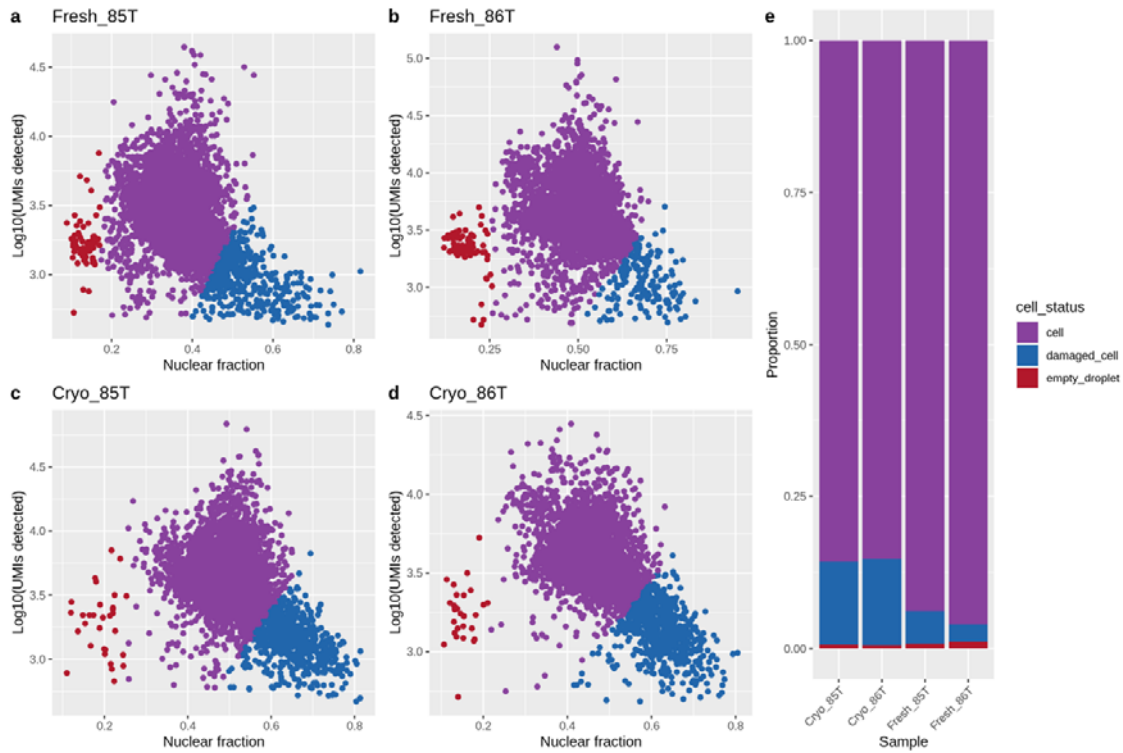 a
Fresh_85T
Log10(UMIs detected)
4.5
4.0
3.5
3.0
0.2
0.4
0.6
0.8
Nuclear fraction
b
Fresh_86T
Log10(UMIs detected)
5.0
4.5
4.0
3.5
3.0
0.25
0.50
0.75
Nuclear fraction
c
Cryo_85T
Log10(UMIs detected)
4.5
4.0
3.5
3.0
0.2
0.4
0.6
0.8
Nuclear fraction
d
Cryo_86T
Log10(UMIs detected)
4.5
4.0
3.5
3.0
0.2
0.4
0.6
0.8
Nuclear fraction
e
Proportion
1.00
0.75
0.50
0.25
0.00
Cryo_85T
Cryo_86T
Fresh_85T
Fresh_86T
Sample
cell_status
cell
damaged_cell
empty_droplet